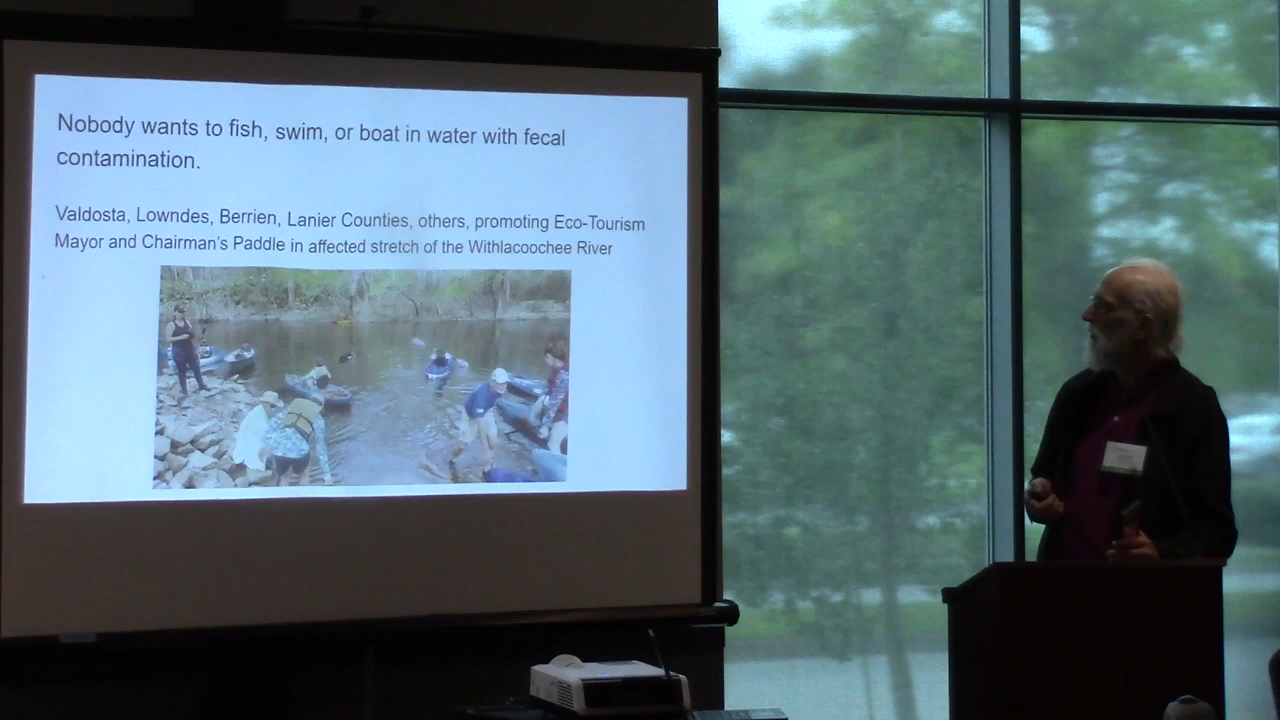 Nobody wants to fish, swim, or boat in water with fecal
contamination.
Valdosta, Lowndes, Berrien, Lanier Counties, others, promoting Eco-Tourism
Mayor and Chairman's Paddle in affected stretch of the Withlacoochee River